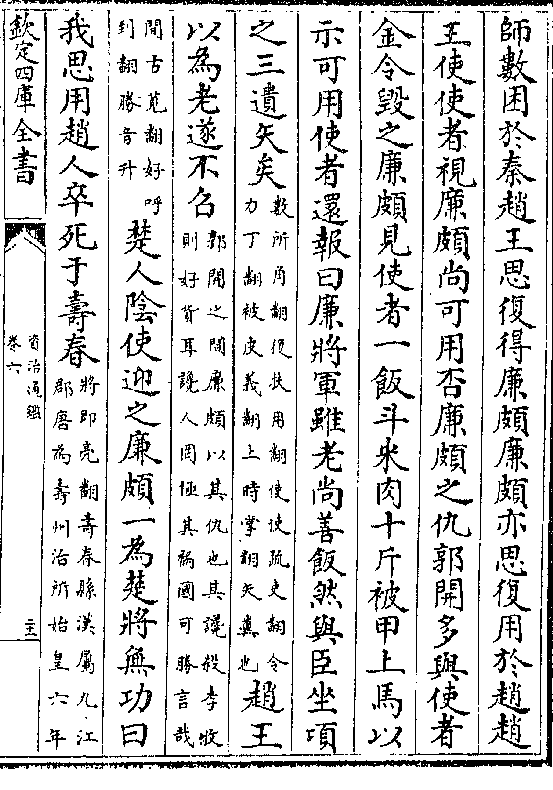 師數困於秦趙王思復得廉頗廉頗亦思復用於趙趙
王使使者視廉頗尚可用否廉頗之仇郭開多與使者
金令毀之廉頗見使者一飯斗米肉十斤被甲上馬以
示可用使者還報曰廉將軍雖老尚善飯然與臣坐頃
之三遺矢矣
數所角翻復扶用翻使使疏吏翻令
力丁翻被皮義翻上時掌翻矢糞也
趙王
以為老遂不召
郭開之間廉頗以其仇也其讒殺李牧
則好貨耳讒人罔極其禍國可勝言哉
間古莧翻好呼
到翻勝音升
楚人陰使迎之廉頗一為楚將無功曰
我思用趙人卒死于壽春
將即亮翻壽春縣漢屬九江
郡唐為壽州治所始皇六年
欽定四庫全書
資治通鑑
卷六
二十一